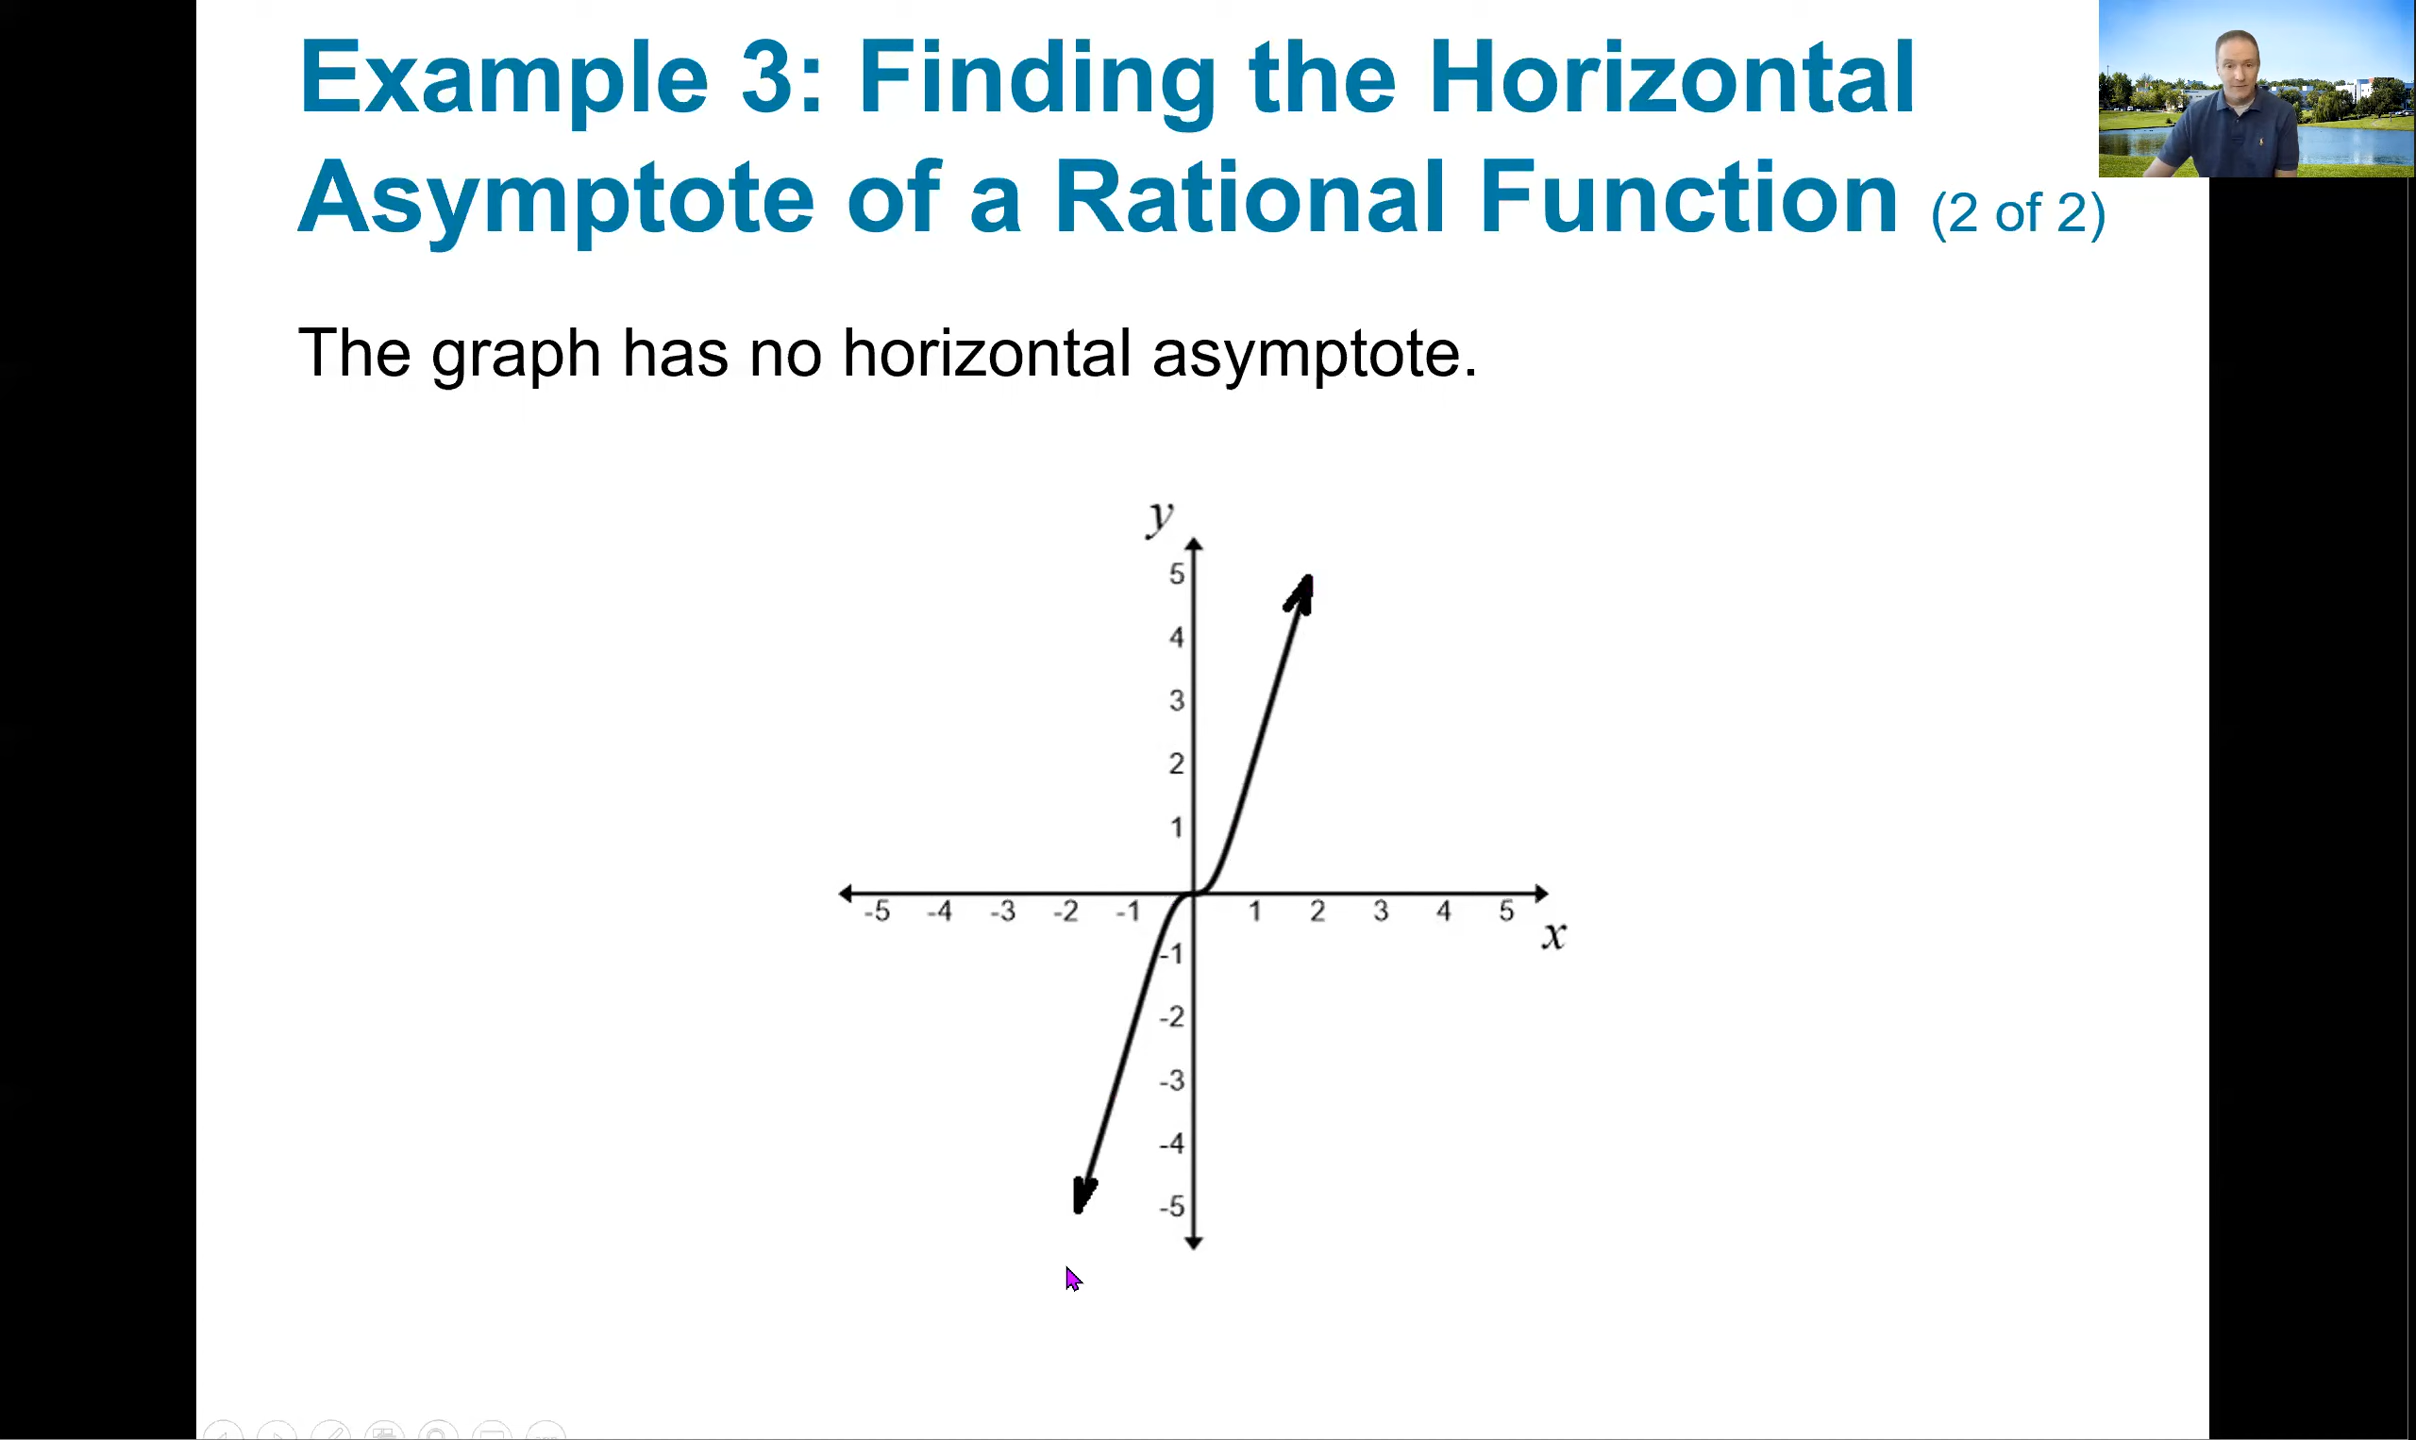 Example 3: Finding the Horizontal
Asymptote of a Rational Function (2 of 2)
The graph has no horizontal asymptote.
y
5
4
3
2
1
-5 -4 -3 -2 -1 1 2 3 4 5
x
-1
-2
-3
-4
-5